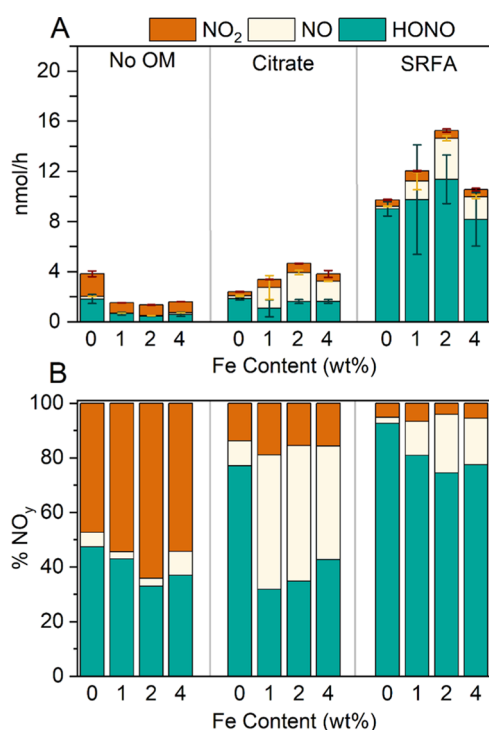 A NO₂ NO HONO
No OM Citrate SRFA
22
20
16
12
8
4
0
nmol/h
0 1 2 4 0 1 2 4 0 1 2 4
Fe Content (wt%)
B
100
80
60
40
20
0
% NOy
0 1 2 4 0 1 2 4 0 1 2 4
Fe Content (wt%)